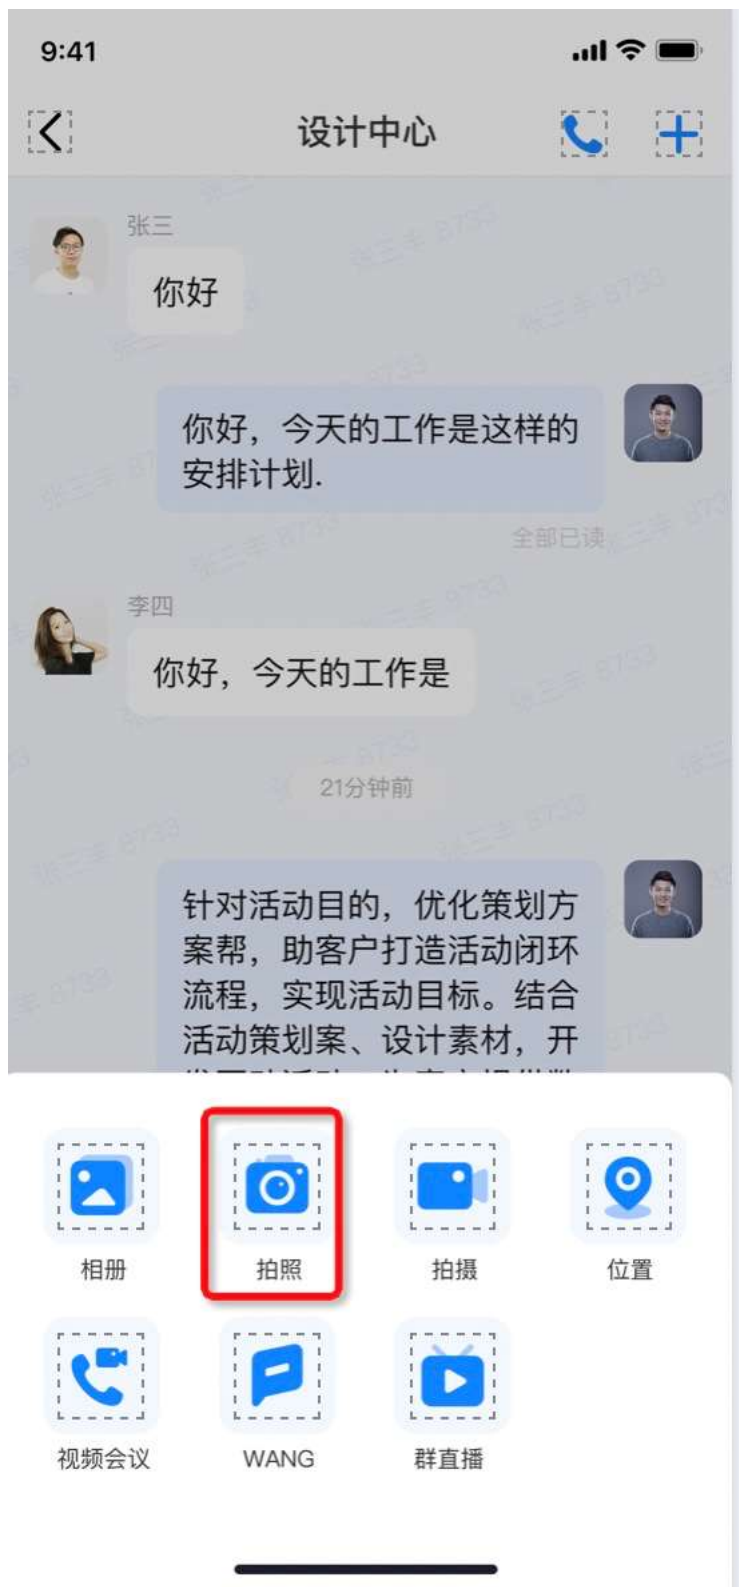 9:41
设计中心
张三
你好
你好，今天的工作是这样的
安排计划.
全部已读
李四
你好，今天的工作是
21分钟前
针对活动目的，优化策划方
案帮，助客户打造活动闭环
流程，实现活动目标。结合
活动策划案、设计素材，开
相册
拍照
拍摄
位置
视频会议
WANG
群直播
张三丰 8733